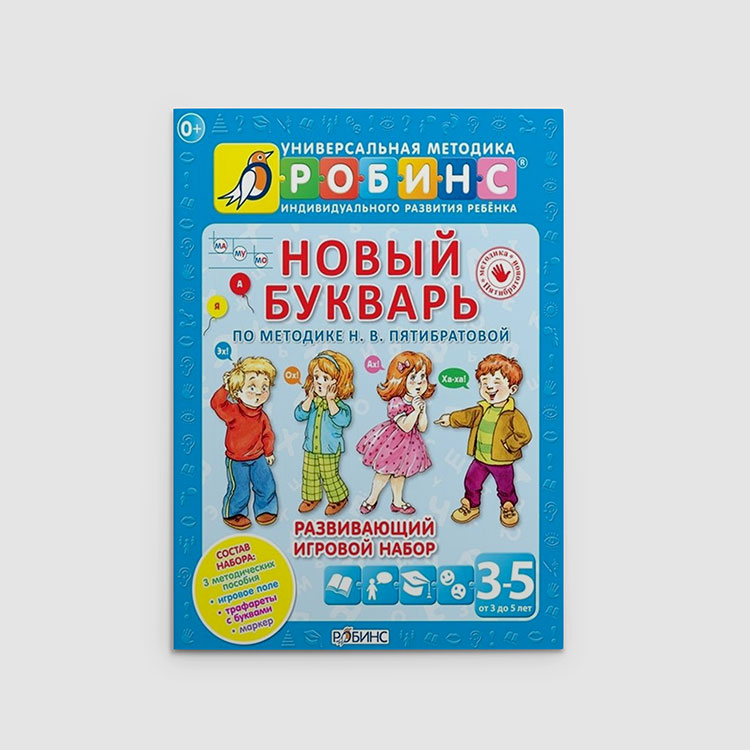 0+
УНИВЕРСАЛЬНАЯ МЕТОДИКА
РОБИНС®
ИНДИВИДУАЛЬНОГО РАЗВИТИЯ РЕБЁНКА
МА
МУ
МО
А
Я
НОВЫЙ
БУКВАРЬ
методика
Пятибратовой
ПО МЕТОДИКЕ Н. В. ПЯТИБРАТОВОЙ
Эх!
Ох!
Ах!
Ха-ха!
РАЗВИВАЮЩИЙ
ИГРОВОЙ НАБОР
СОСТАВ
НАБОРА:
3 методических
пособия
• игровое поле
• трафареты
с буквами
• маркер
3-5
от 3 до 5 лет
РОБИНС